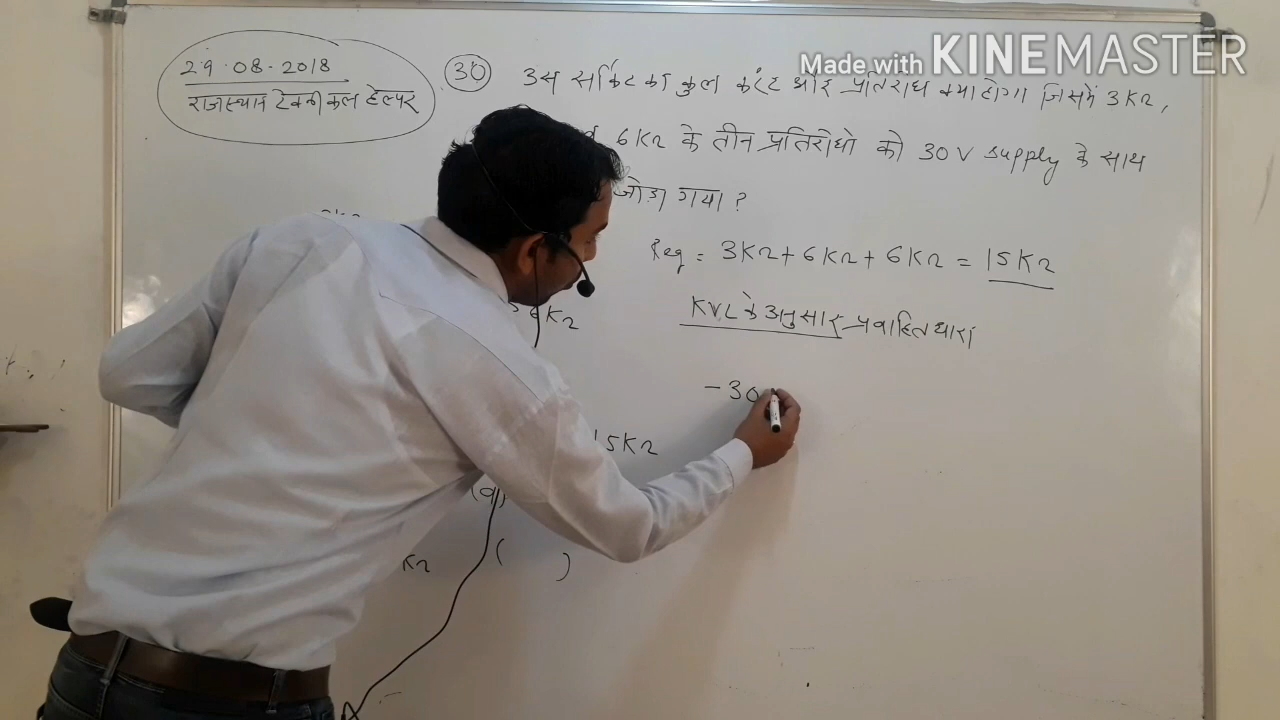 Made with KINEMASTER
29.08.2018
राजस्थान टेक्नीकल हेल्पर
30 उस सर्किट का कुल करंट और प्रतिरोध क्या होगा जिसमें 3KΩ,
6KΩ के तीन प्रतिरोधो को 30V supply के साथ
जोडा गया?
Req = 3KΩ + 6KΩ + 6KΩ = 15KΩ
KVL के अनुसार प्रवाहित धारा
6KΩ
-30
15KΩ
(व)
KΩ ( )